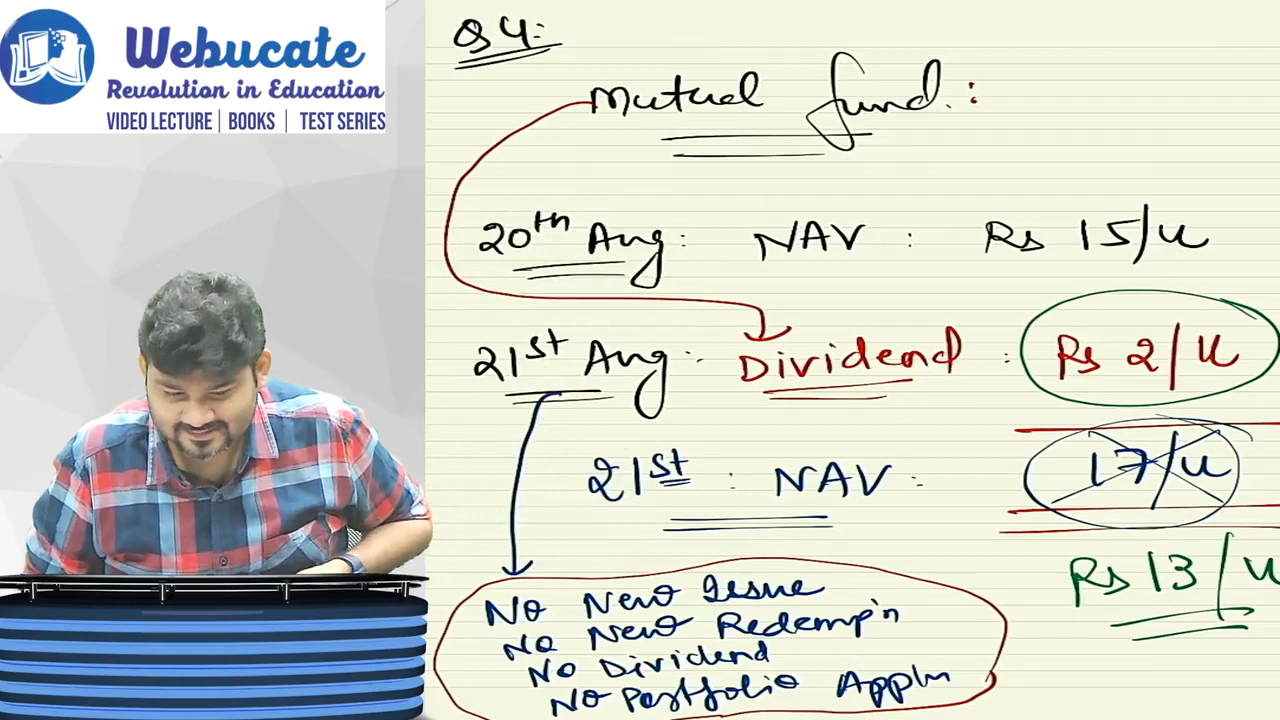 Webucate
Revolution in Education
VIDEO LECTURE | BOOKS | TEST SERIES
Q4:
Mutual fund:
20th Aug: NAV : Rs 15/u
21st Aug: Dividend : Rs 2/u
21st : NAV : 17/u
Rs 13/u
No New Issue
No New Redemp'n
No Dividend
No Portfolio Appln